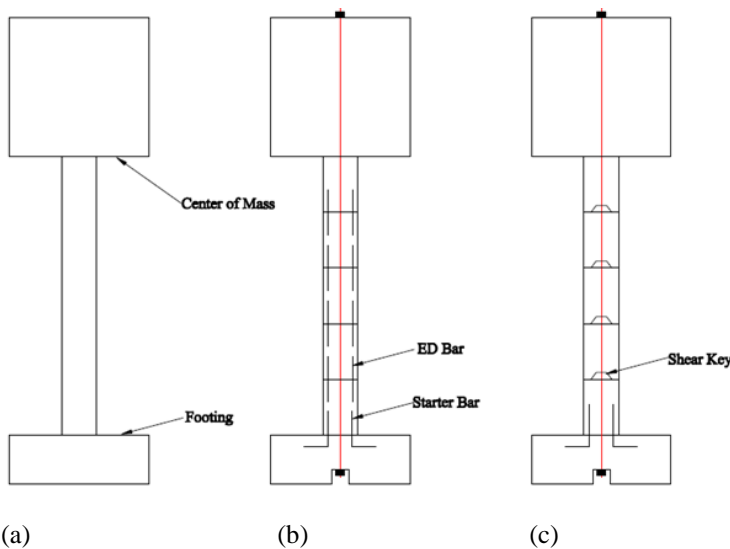 Center of Mass
ED Bar
Shear Key
Starter Bar
Footing
(a) (b) (c)